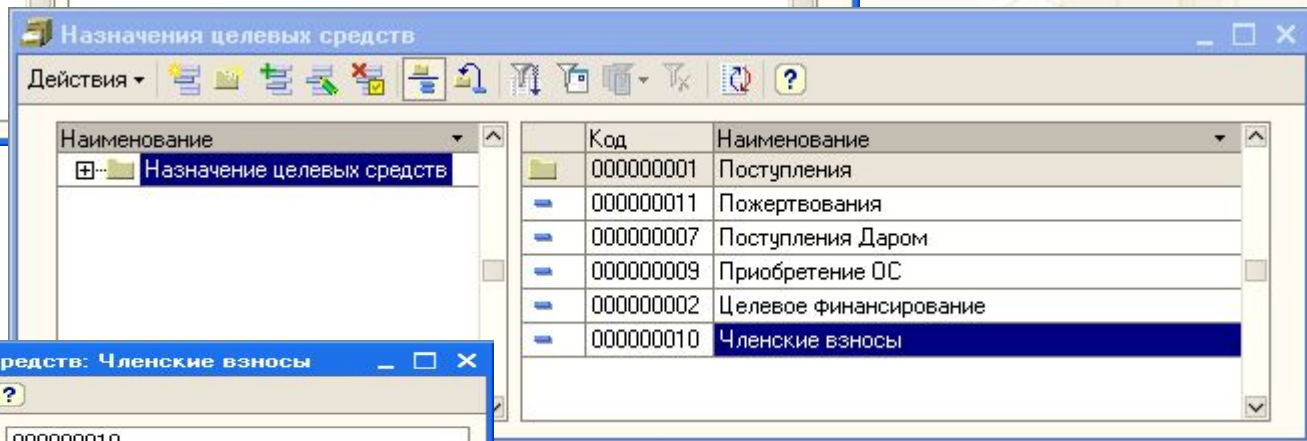 Назначения целевых средств
Действия
Наименование
Назначение целевых средств
Код Наименование
000000001 Поступления
000000011 Пожертвования
000000007 Поступления Даром
000000009 Приобретение ОС
000000002 Целевое финансирование
000000010 Членские взносы
редств: Членские взносы
000000010